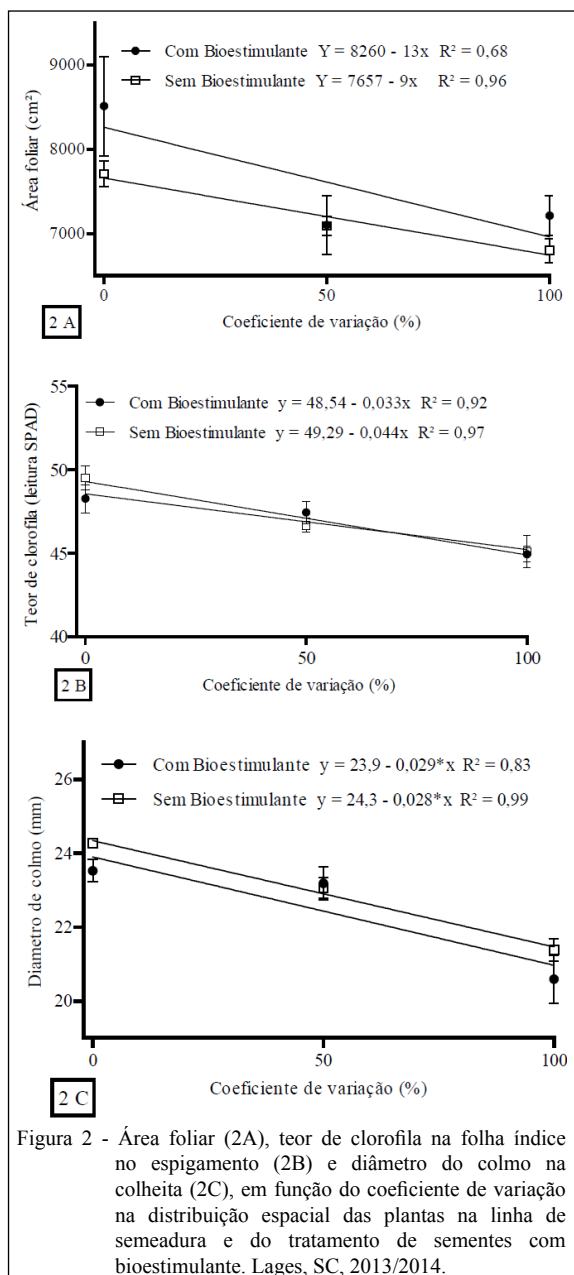 Com Bioestimulante Y = 8260 - 13x R² = 0,68
Sem Bioestimulante Y = 7657 - 9x R² = 0,96
Área foliar (cm²)
9000
8000
7000
0 50 100
Coeficiente de variação (%)
2 A
Com Bioestimulante y = 48,54 - 0,033x R² = 0,92
Sem Bioestimulante y = 49,29 - 0,044x R² = 0,97
Teor de clorofila (leitura SPAD)
55
50
45
40
0 50 100
Coeficiente de variação (%)
2 B
Com Bioestimulante y = 23,9 - 0,029*x R² = 0,83
Sem Bioestimulante y = 24,3 - 0,028*x R² = 0,99
Diametro de colmo (mm)
26
24
22
20
0 50 100
Coeficiente de variação (%)
2 C
Figura 2 - Área foliar (2A), teor de clorofila na folha índice
no espigamento (2B) e diâmetro do colmo na
colheita (2C), em função do coeficiente de variação
na distribuição espacial das plantas na linha de
semeadura e do tratamento de sementes com
bioestimulante. Lages, SC, 2013/2014.